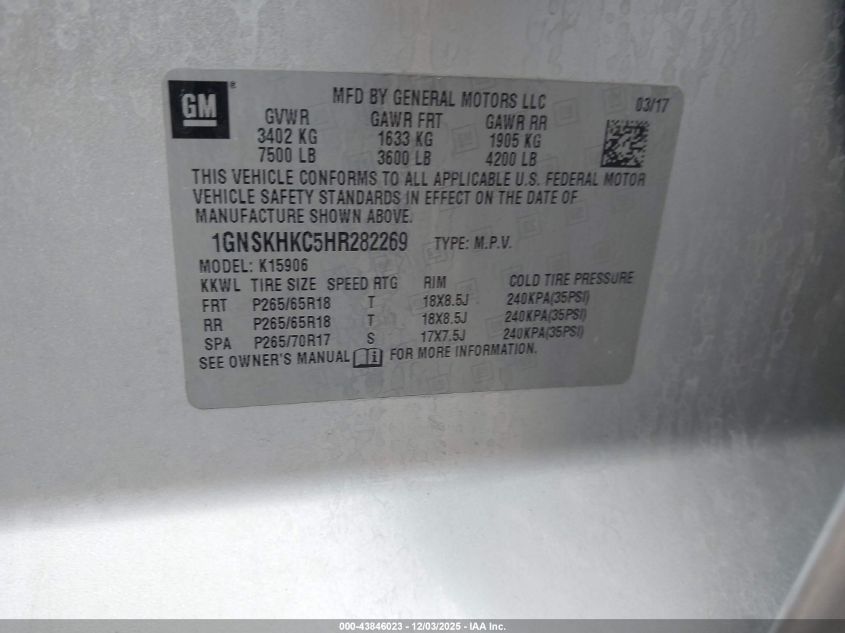 GM ®
MFD BY GENERAL MOTORS LLC 03/17
GVWR GAWR FRT GAWR RR
3402 KG 1633 KG 1905 KG
7500 LB 3600 LB 4200 LB
THIS VEHICLE CONFORMS TO ALL APPLICABLE U.S. FEDERAL MOTOR
VEHICLE SAFETY STANDARDS IN EFFECT ON THE DATE OF
MANUFACTURE SHOWN ABOVE.
1GNSKHKC5HR282269 TYPE: M.P.V.
MODEL: K15906
KKWL TIRE SIZE SPEED RTG RIM COLD TIRE PRESSURE
FRT P265/65R18 T 18X8.5J 240KPA(35PSI)
RR P265/65R18 T 18X8.5J 240KPA(35PSI)
SPA P265/70R17 S 17X7.5J 240KPA(35PSI)
SEE OWNER'S MANUAL i FOR MORE INFORMATION.
000-43846023 - 12/03/2025 - IAA Inc.